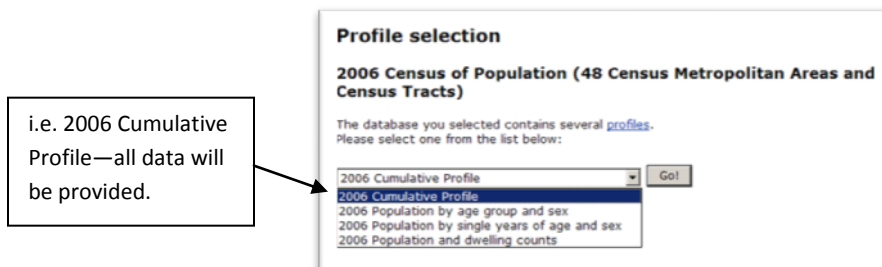 Profile selection
2006 Census of Population (48 Census Metropolitan Areas and
Census Tracts)
The database you selected contains several profiles.
Please select one from the list below:
2006 Cumulative Profile
Go!
2006 Cumulative Profile
2006 Population by age group and sex
2006 Population by single years of age and sex
2006 Population and dwelling counts
i.e. 2006 Cumulative
Profile—all data will
be provided.